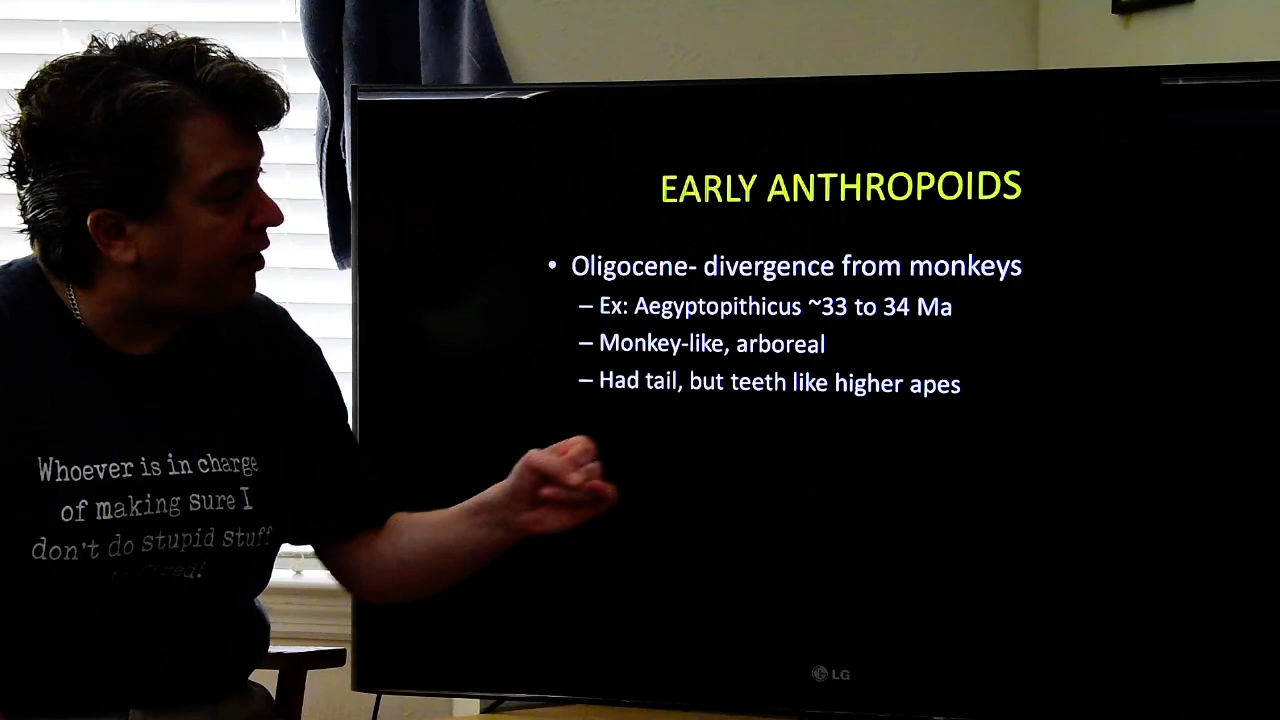 EARLY ANTHROPOIDS
• Oligocene- divergence from monkeys
– Ex: Aegyptopithicus ~33 to 34 Ma
– Monkey-like, arboreal
– Had tail, but teeth like higher apes
Whoever is in charge
of making sure I
don't do stupid stuff
fired!
LG